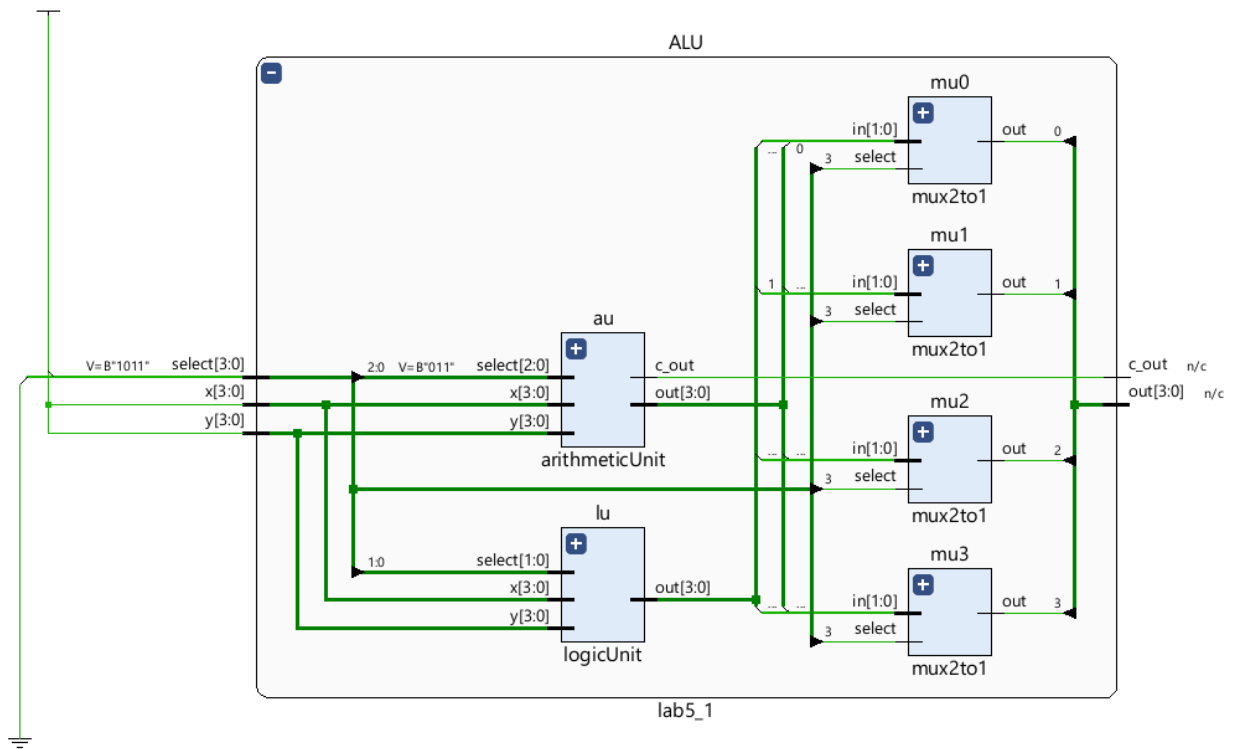 ALU
mu0
in[1:0]
out
0
... 0
3
select
mux2to1
mu1
1
...
in[1:0]
out
1
3
select
mux2to1
au
V=B"1011"
select[3:0]
2:0
V=B"011"
select[2:0]
c_out
c_out
n/c
x[3:0]
x[3:0]
out[3:0]
out[3:0]
n/c
y[3:0]
y[3:0]
arithmeticUnit
mu2
...
...
in[1:0]
out
2
3
select
mux2to1
lu
1:0
select[1:0]
x[3:0]
out[3:0]
y[3:0]
logicUnit
mu3
...
...
in[1:0]
out
3
3
select
mux2to1
lab5_1